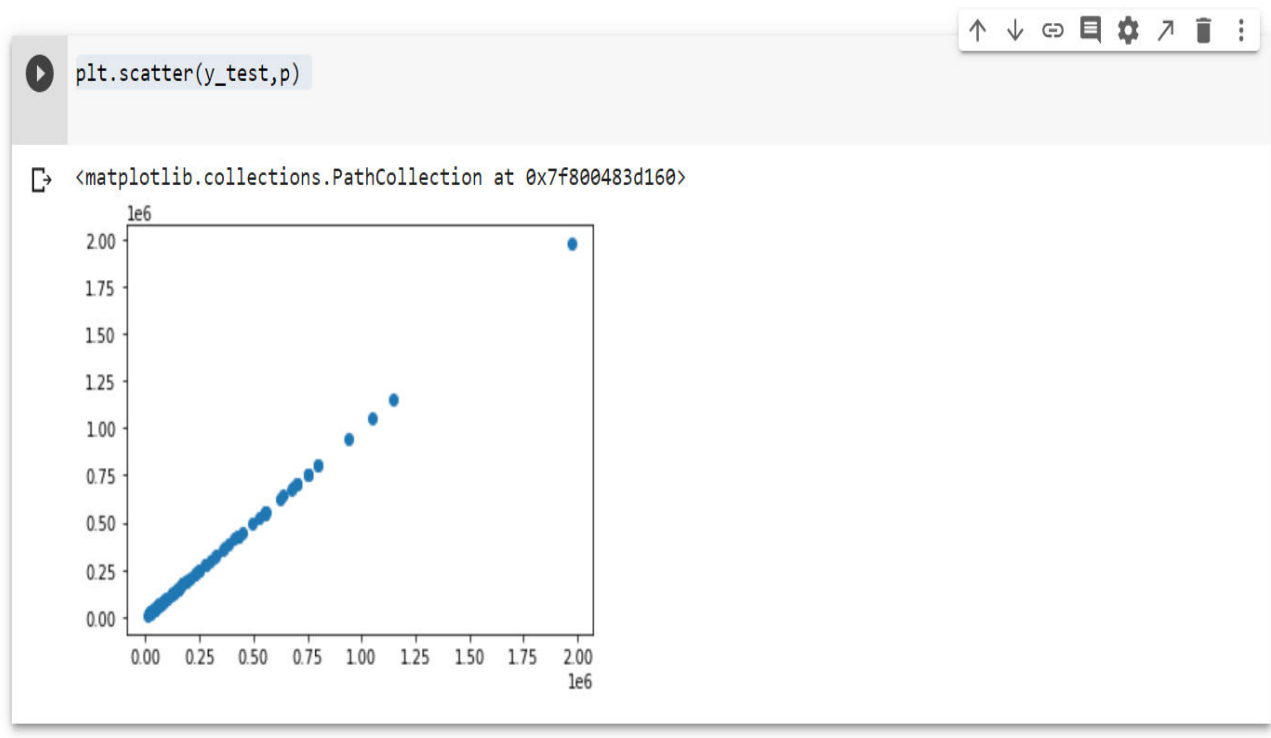 plt.scatter(y_test,p)
<matplotlib.collections.PathCollection at 0x7f800483d160>
1e6
2.00
1.75
1.50
1.25
1.00
0.75
0.50
0.25
0.00
0.00 0.25 0.50 0.75 1.00 1.25 1.50 1.75 2.00
1e6